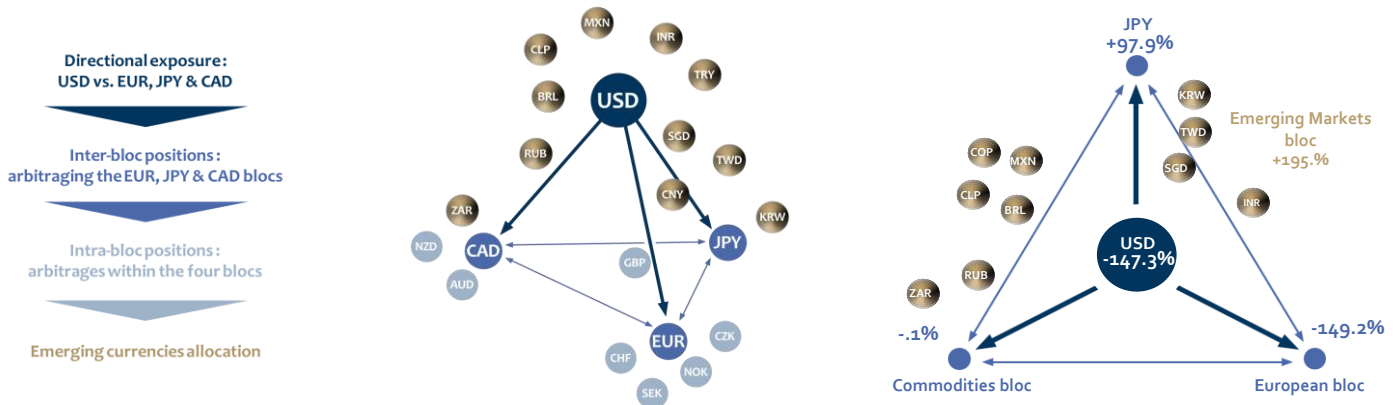 Directional exposure :
USD vs. EUR, JPY & CAD
Inter-bloc positions :
arbitraging the EUR, JPY & CAD blocs
Intra-bloc positions :
arbitrages within the four blocs
Emerging currencies allocation
MXN
INR
CLP
TRY
BRL
USD
SGD
RUB
TWD
CNY
ZAR
KRW
NZD
CAD
GBP
JPY
AUD
EUR
CZK
CHF
NOK
SEK
JPY
+97.9%
KRW
Emerging Markets
bloc
+195.%
TWD
COP
MXN
SGD
CLP
BRL
INR
USD
-147.3%
RUB
ZAR
-.1%
-149.2%
Commodities bloc
European bloc